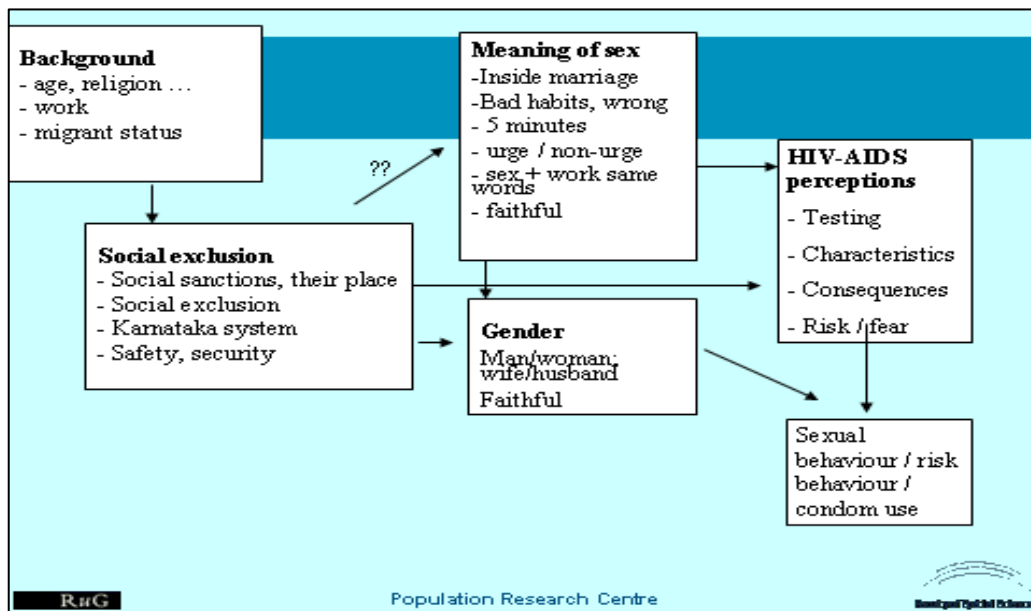 Background
- age, religion ...
- work
- migrant status
Meaning of sex
-Inside marriage
-Bad habits, wrong
- 5 minutes
- urge / non-urge
- sex + work same
words
- faithful
??
HIV-AIDS
perceptions
- Testing
- Characteristics
- Consequences
- Risk / fear
Social exclusion
- Social sanctions, their place
- Social exclusion
- Karnataka system
- Safety, security
Gender
Man/woman;
wife/husband
Faithful
Sexual
behaviour / risk
behaviour /
condom use
RuG
Population Research Centre